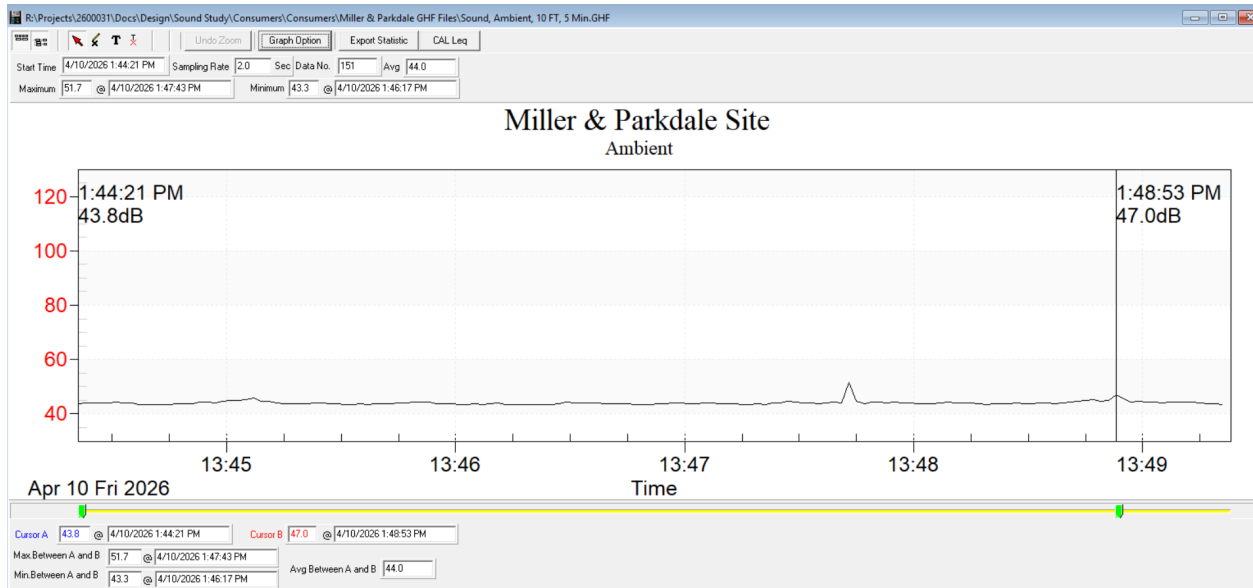 R:\Projects\2600031\Docs\Design\Sound Study\Consumers\Consumers\Miller & Parkdale GHF Files\Sound, Ambient, 10 FT, 5 Min.GHF
T Undo Zoom Graph Option Export Statistic CAL Leq
Start Time 4/10/2026 1:44:21 PM Sampling Rate 2.0 Sec Data No. 151 Avg 44.0
Maximum 51.7 @ 4/10/2026 1:47:43 PM Minimum 43.3 @ 4/10/2026 1:46:17 PM
Miller & Parkdale Site
Ambient
120 1:44:21 PM 1:48:53 PM
43.8dB 47.0dB
100
80
60
40
13:45 13:46 13:47 13:48 13:49
Apr 10 Fri 2026 Time
Cursor A 43.8 @ 4/10/2026 1:44:21 PM Cursor B 47.0 @ 4/10/2026 1:48:53 PM
Max.Between A and B 51.7 @ 4/10/2026 1:47:43 PM
Avg Between A and B 44.0
Min.Between A and B 43.3 @ 4/10/2026 1:46:17 PM